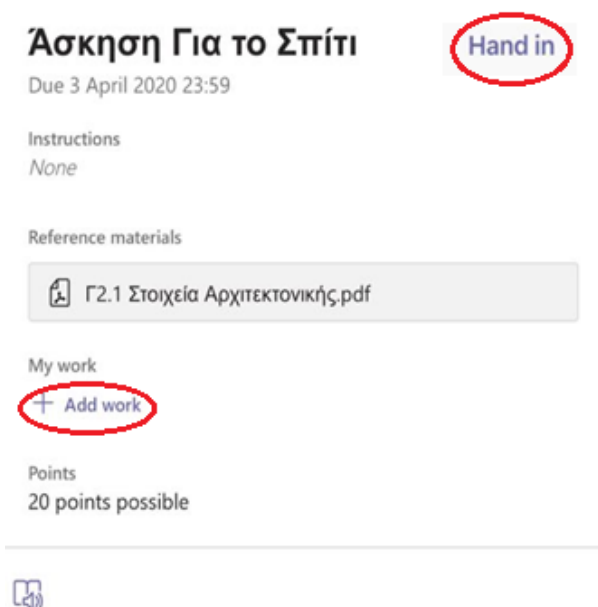 Άσκηση Για το Σπίτι
Hand in
Due 3 April 2020 23:59
Instructions
None
Reference materials
Γ2.1 Στοιχεία Αρχιτεκτονικής.pdf
My work
+ Add work
Points
20 points possible